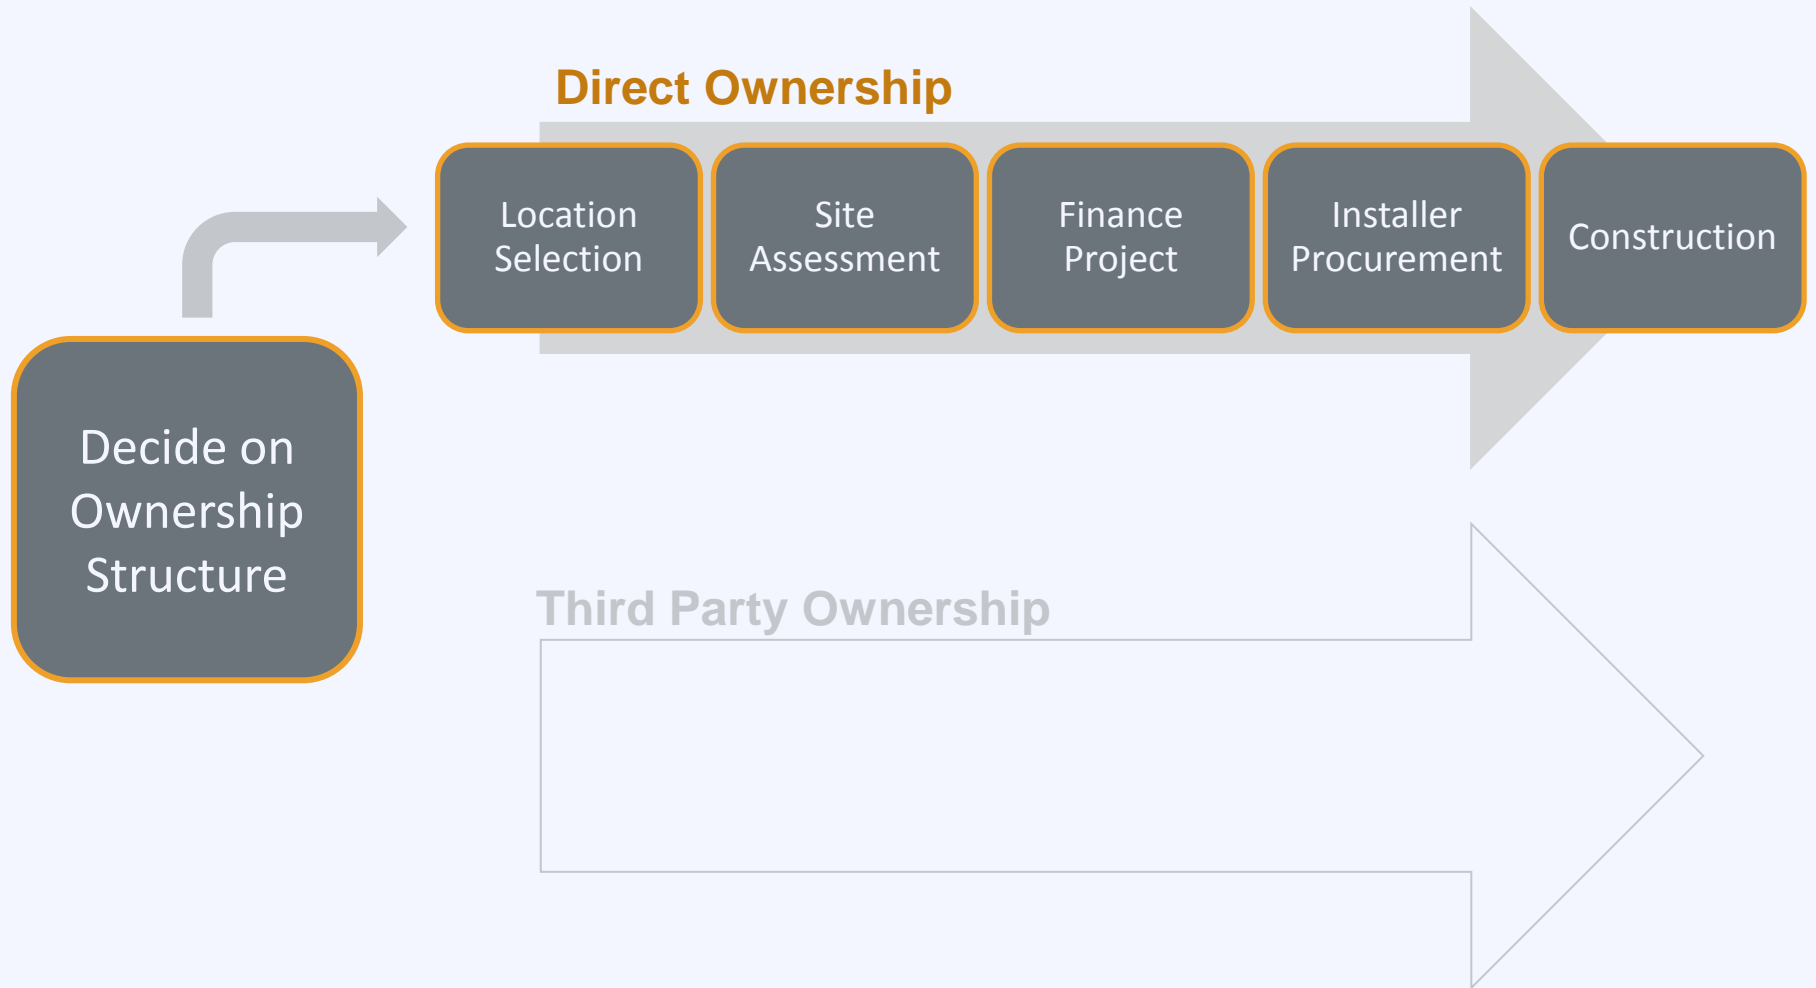 Direct Ownership
Location
Selection
Site
Assessment
Finance
Project
Installer
Procurement
Construction
Decide on
Ownership
Structure
Third Party Ownership